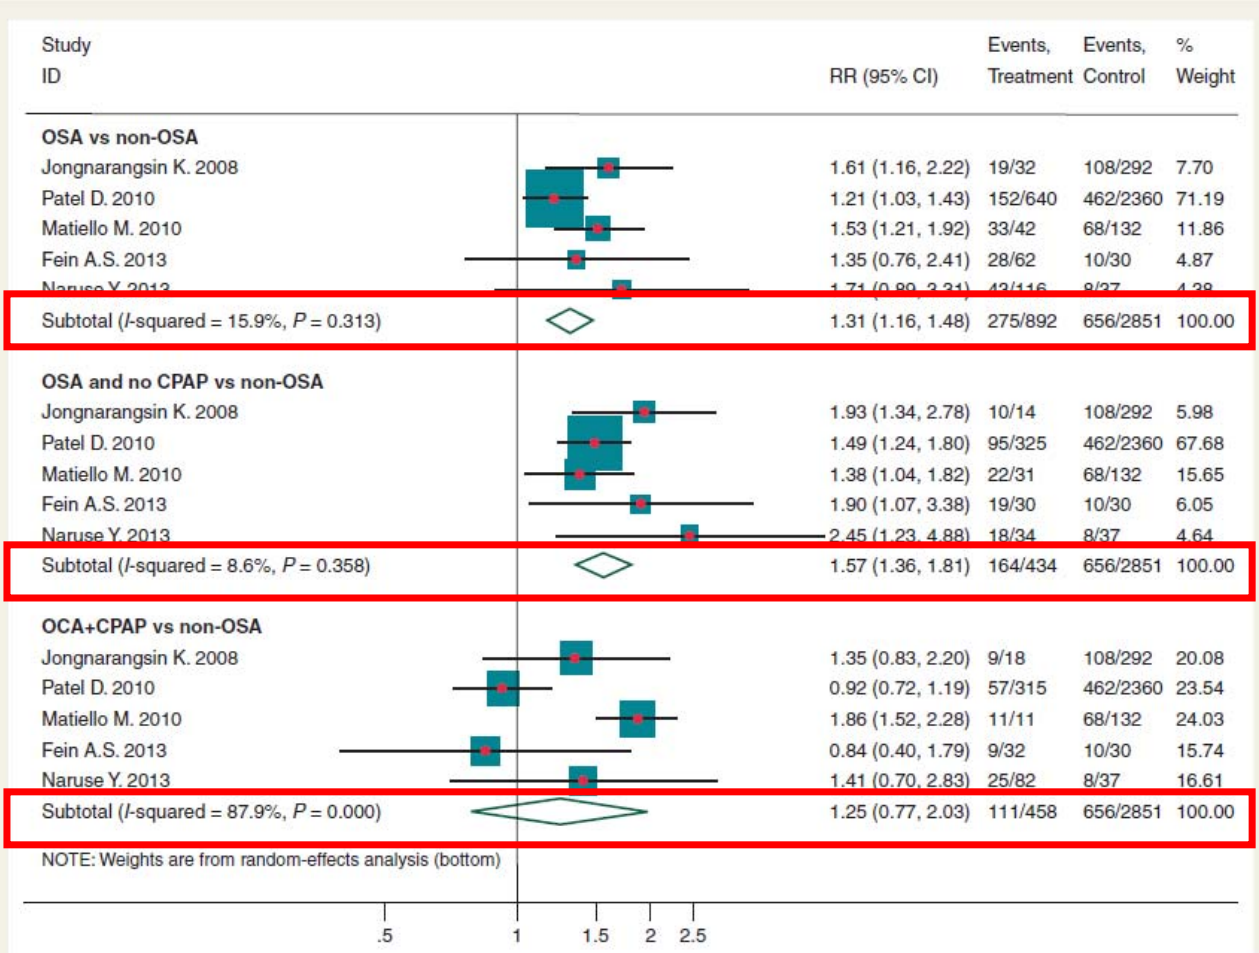 Study Events, Events, %
ID RR (95% CI) Treatment Control Weight
OSA vs non-OSA
Jongnarangsin K. 2008 1.61 (1.16, 2.22) 19/32 108/292 7.70
Patel D. 2010 1.21 (1.03, 1.43) 152/640 462/2360 71.19
Matiello M. 2010 1.53 (1.21, 1.92) 33/42 68/132 11.86
Fein A.S. 2013 1.35 (0.76, 2.41) 28/62 10/30 4.87
Naruse Y. 2013 1.71 (0.89, 3.31) 43/116 8/37 4.38
Subtotal (I-squared = 15.9%, P = 0.313) 1.31 (1.16, 1.48) 275/892 656/2851 100.00
OSA and no CPAP vs non-OSA
Jongnarangsin K. 2008 1.93 (1.34, 2.78) 10/14 108/292 5.98
Patel D. 2010 1.49 (1.24, 1.80) 95/325 462/2360 67.68
Matiello M. 2010 1.38 (1.04, 1.82) 22/31 68/132 15.65
Fein A.S. 2013 1.90 (1.07, 3.38) 19/30 10/30 6.05
Naruse Y. 2013 2.45 (1.23, 4.88) 18/34 8/37 4.64
Subtotal (I-squared = 8.6%, P = 0.358) 1.57 (1.36, 1.81) 164/434 656/2851 100.00
OCA+CPAP vs non-OSA
Jongnarangsin K. 2008 1.35 (0.83, 2.20) 9/18 108/292 20.08
Patel D. 2010 0.92 (0.72, 1.19) 57/315 462/2360 23.54
Matiello M. 2010 1.86 (1.52, 2.28) 11/11 68/132 24.03
Fein A.S. 2013 0.84 (0.40, 1.79) 9/32 10/30 15.74
Naruse Y. 2013 1.41 (0.70, 2.83) 25/82 8/37 16.61
Subtotal (I-squared = 87.9%, P = 0.000) 1.25 (0.77, 2.03) 111/458 656/2851 100.00
NOTE: Weights are from random-effects analysis (bottom)
.5 1 1.5 2 2.5